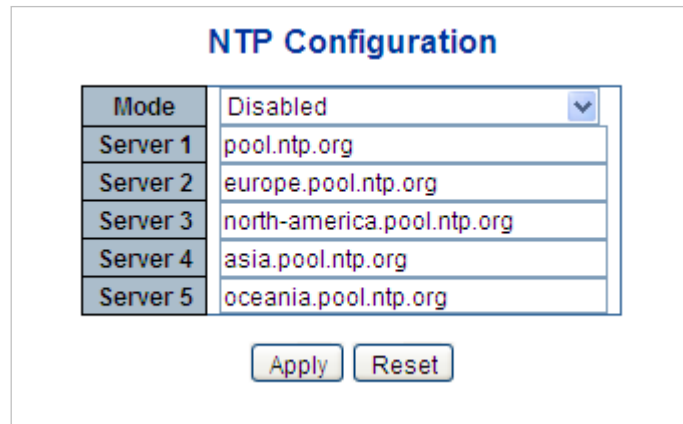 NTP Configuration
Mode Disabled
Server 1 pool.ntp.org
Server 2 europe.pool.ntp.org
Server 3 north-america.pool.ntp.org
Server 4 asia.pool.ntp.org
Server 5 oceania.pool.ntp.org
Apply Reset